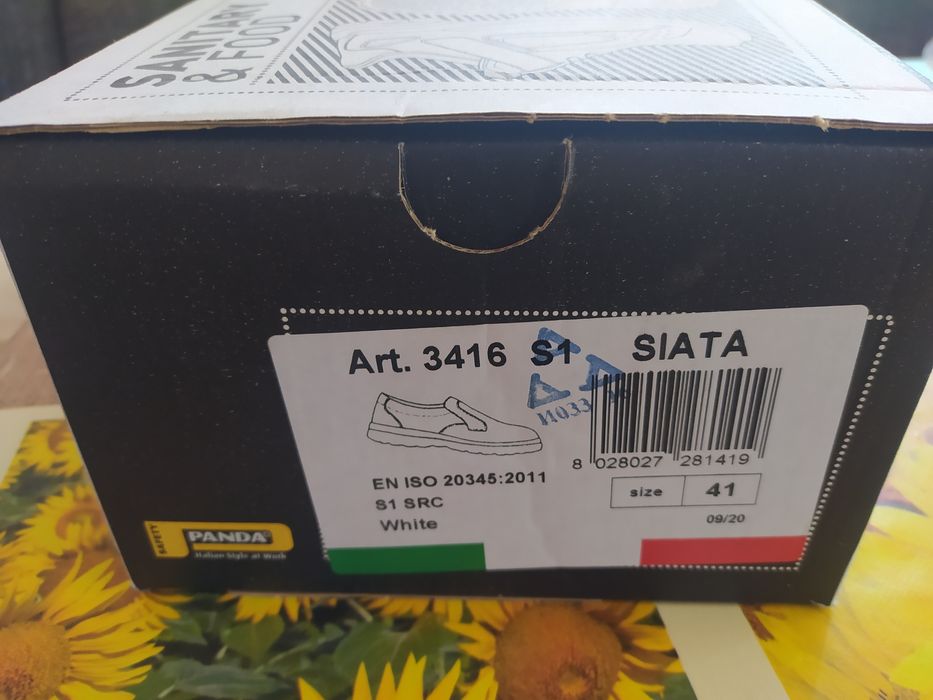 SANITARY
& FOOD
Art. 3416 S1 SIATA
EN ISO 20345:2011
S1 SRC
White
8 028027 281419
size 41
09/20
SAFETY
PANDA®
Italian Style at Work